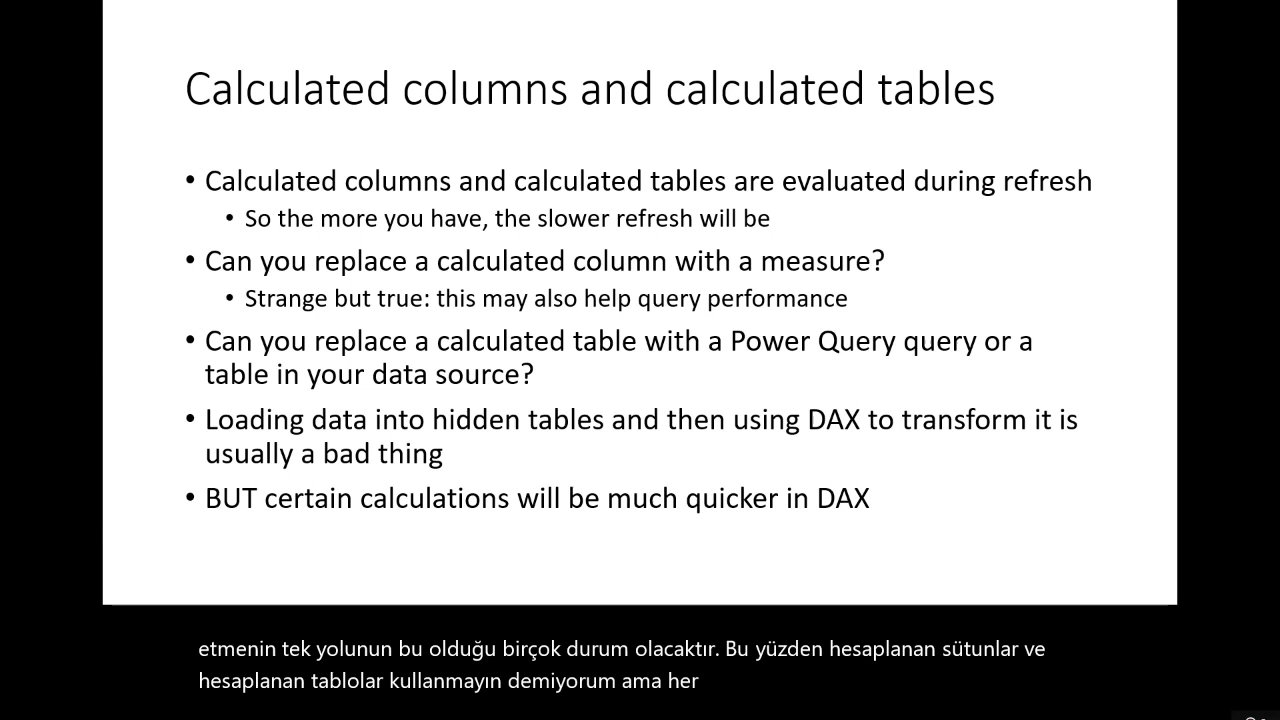 Calculated columns and calculated tables
• Calculated columns and calculated tables are evaluated during refresh
• So the more you have, the slower refresh will be
• Can you replace a calculated column with a measure?
• Strange but true: this may also help query performance
• Can you replace a calculated table with a Power Query query or a
table in your data source?
• Loading data into hidden tables and then using DAX to transform it is
usually a bad thing
• BUT certain calculations will be much quicker in DAX
etmenin tek yolunun bu olduğu birçok durum olacaktır. Bu yüzden hesaplanan sütunlar ve
hesaplanan tablolar kullanmayın demiyorum ama her